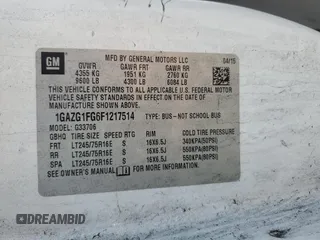 GM
MFD BY GENERAL MOTORS LLC
04/15
GVWR GAWR FRT GAWR RR
4355 KG 1951 KG 2760 KG
9600 LB 4300 LB 6084 LB
THIS VEHICLE CONFORMS TO ALL APPLICABLE U.S. FEDERAL MOTOR
VEHICLE SAFETY STANDARDS IN EFFECT ON THE DATE OF
MANUFACTURE SHOWN ABOVE.
1GAZG1FG6F1217514 TYPE: BUS - NOT SCHOOL BUS
MODEL: G33706
GBHQ TIRE SIZE SPEED RTG RIM COLD TIRE PRESSURE
FRT LT245/75R16E S 16X6.5J 340KPA(50PSI)
RR LT245/75R16E S 16X6.5J 550KPA(80PSI)
SPA LT245/75R16E S 16X6.5J 550KPA(80PSI)
SEE OWNER'S MANUAL FOR MORE INFORMATION.
© DREAMBID
DREAMBID.COM